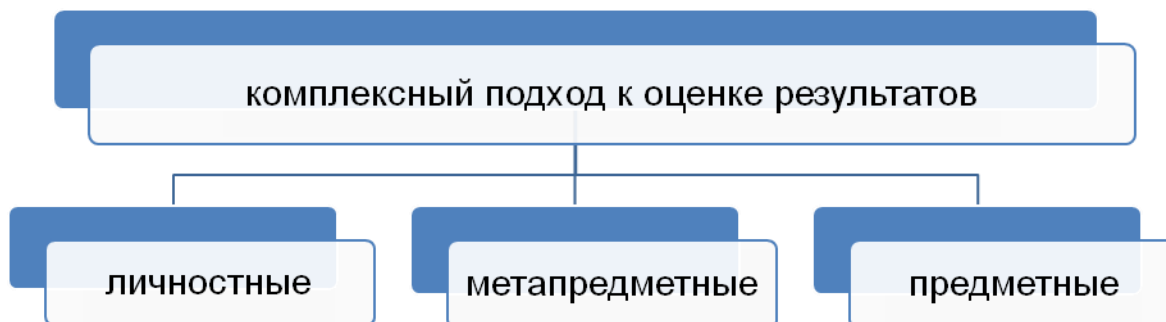 комплексный подход к оценке результатов
личностные
метапредметные
предметные